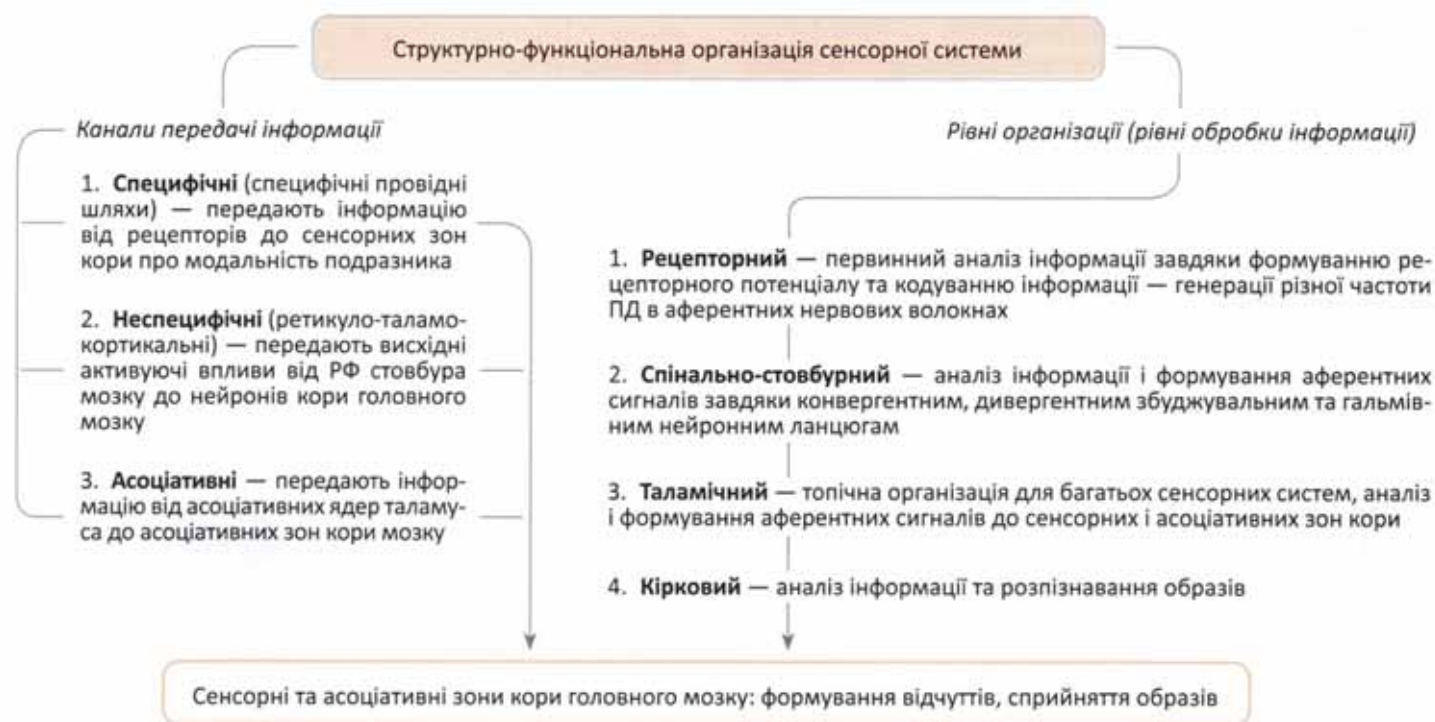 Структурно-функціональна організація сенсорної системи
Канали передачі інформації
1. Специфічні (специфічні провідні
шляхи) — передають інформацію
від рецепторів до сенсорних зон
кори про модальність подразника
2. Неспецифічні (ретикуло-таламо-
кортикальні) — передають висхідні
активуючі впливи від РФ стовбура
мозку до нейронів кори головного
мозку
3. Асоціативні — передають інфор-
мацію від асоціативних ядер таламу-
са до асоціативних зон кори мозку
Рівні організації (рівні обробки інформації)
1. Рецепторний — первинний аналіз інформації завдяки формуванню ре-
цепторного потенціалу та кодуванню інформації — генерації різної частоти
ПД в аферентних нервових волокнах
2. Спінально-стовбурний — аналіз інформації і формування аферентних
сигналів завдяки конвергентним, дивергентним збуджувальним та гальмів-
ним нейронним ланцюгам
3. Таламічний — топічна організація для багатьох сенсорних систем, аналіз
і формування аферентних сигналів до сенсорних і асоціативних зон кори
4. Кірковий — аналіз інформації та розпізнавання образів
Сенсорні та асоціативні зони кори головного мозку: формування відчуттів, сприйняття образів